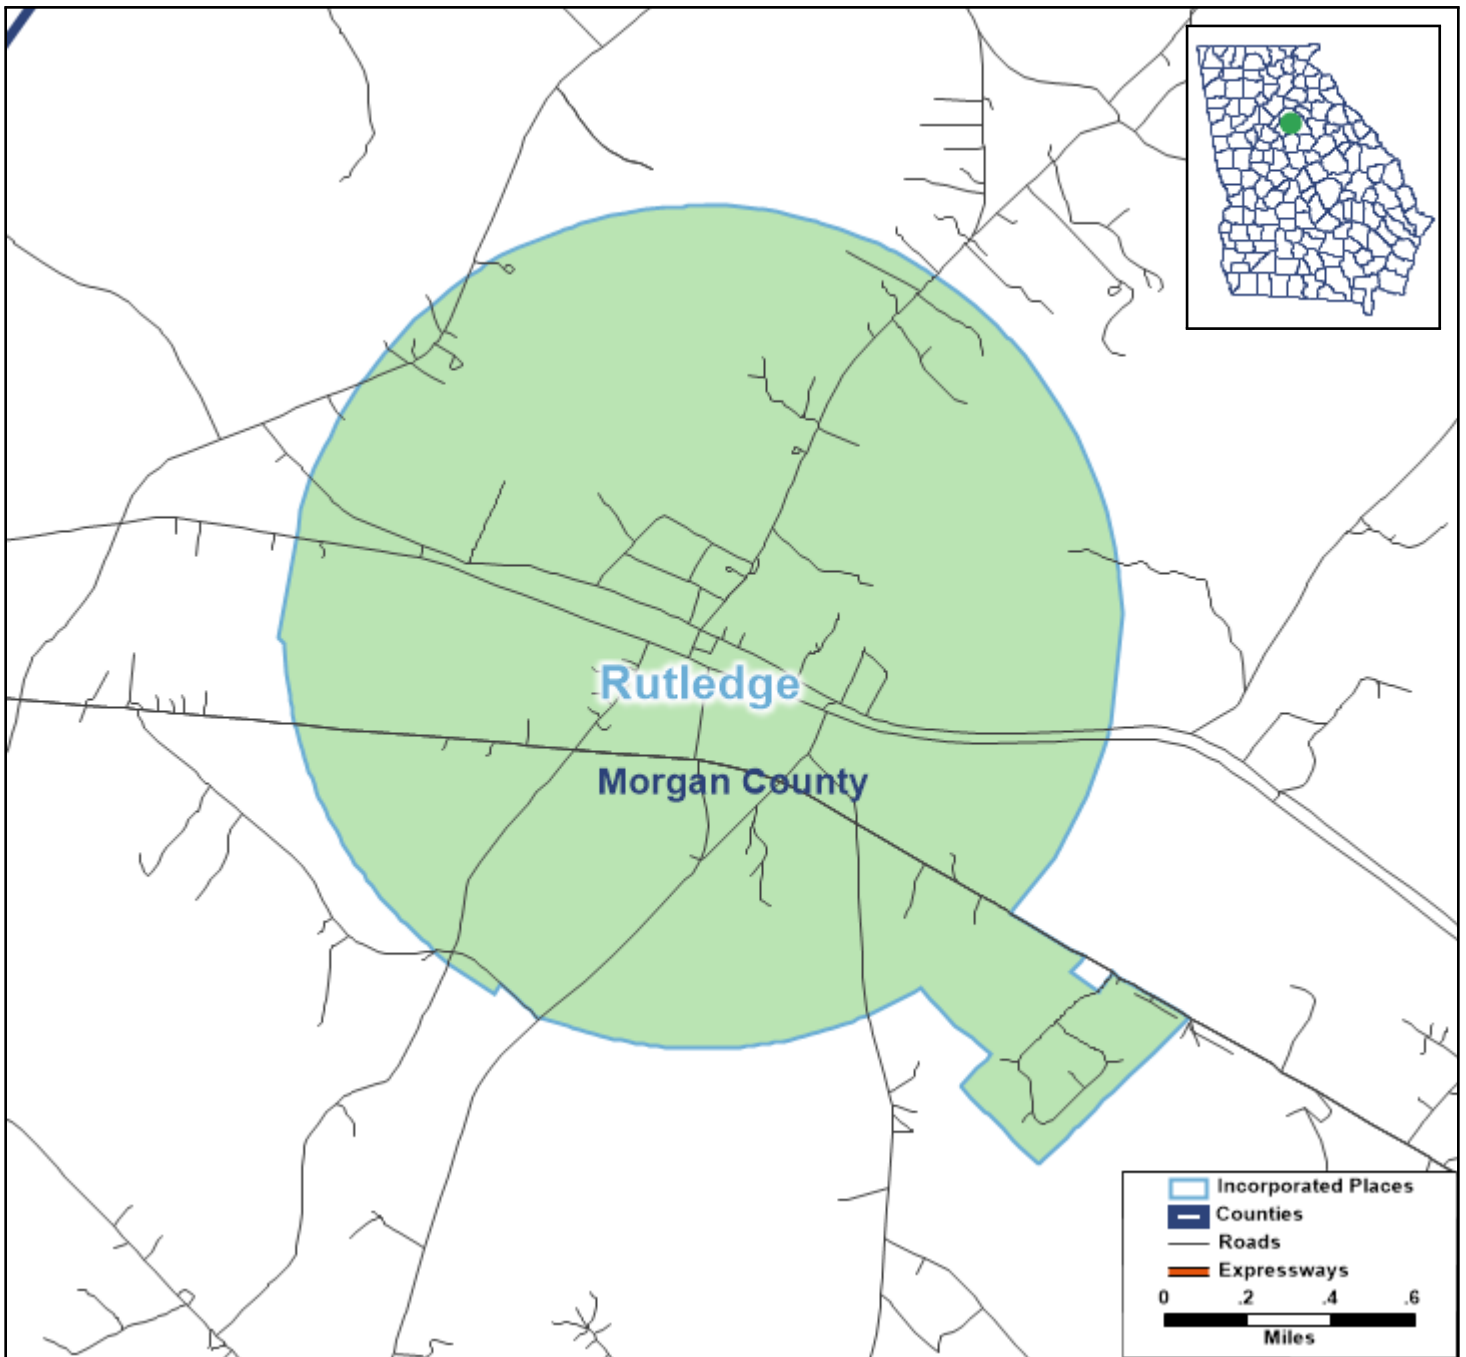 Rutledge
Morgan County
Incorporated Places
Counties
Roads
Expressways
0 .2 .4 .6
Miles